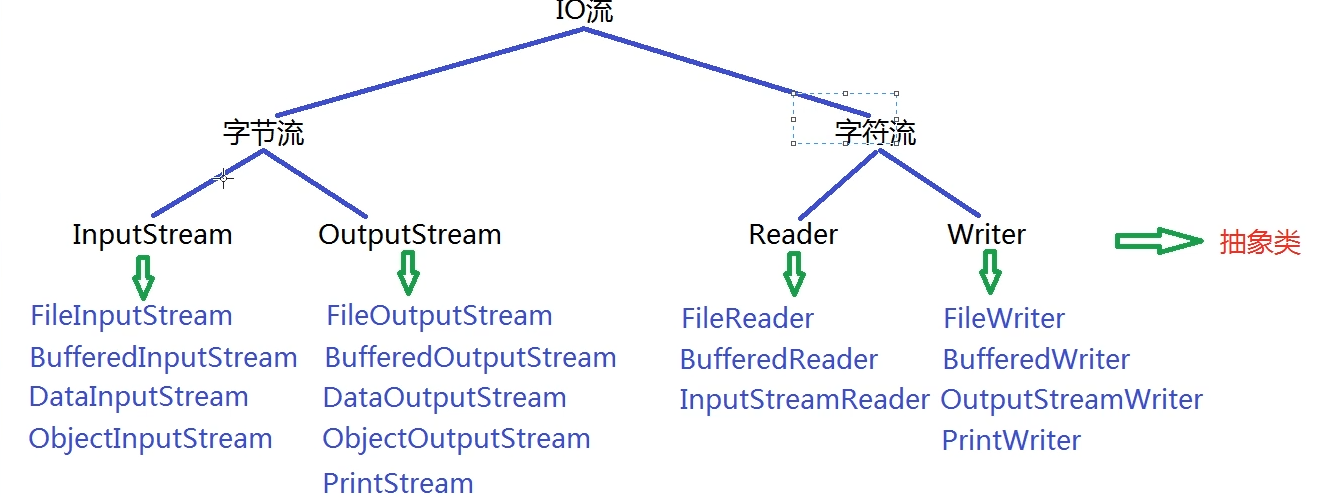 IO流
字节流
字符流
InputStream
OutputStream
Reader
Writer
抽象类
FileInputStream
BufferedInputStream
DataInputStream
ObjectInputStream
FileOutputStream
BufferedOutputStream
DataOutputStream
ObjectOutputStream
PrintStream
FileReader
BufferedReader
InputStreamReader
FileWriter
BufferedWriter
OutputStreamWriter
PrintWriter